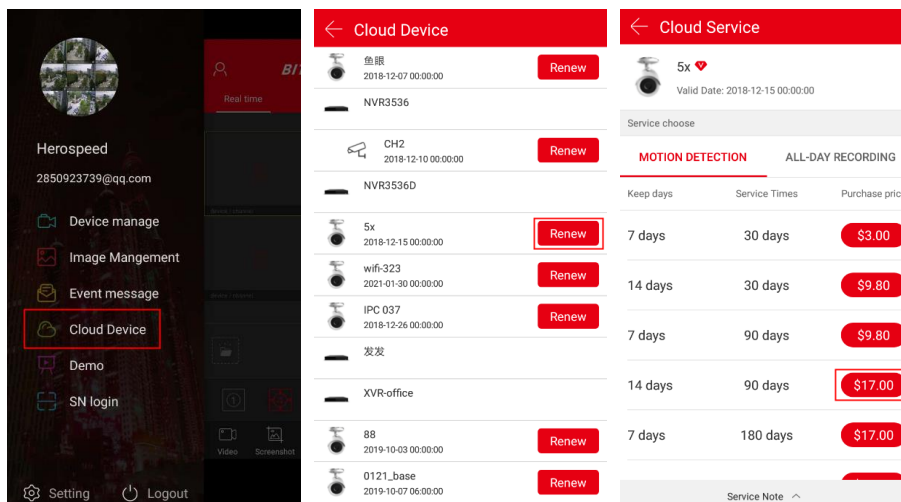 Herospeed
2850923739@qq.com
Device manage
Image Mangement
Event message
Cloud Device
Demo
SN login
Setting
Logout
Real time
Video
Screenshot
Cloud Device
鱼眼
2018-12-07 00:00:00
Renew
NVR3536
CH2
2018-12-10 00:00:00
Renew
NVR3536D
5x
2018-12-15 00:00:00
Renew
wifi-323
2021-01-30 00:00:00
Renew
IPC 037
2018-12-26 00:00:00
Renew
发发
XVR-office
88
2019-10-03 00:00:00
Renew
0121_base
2019-10-07 06:00:00
Renew
Cloud Service
5x
Valid Date: 2018-12-15 00:00:00
Service choose
MOTION DETECTION ALL-DAY RECORDING
Keep days Service Times Purchase pric
7 days 30 days $3.00
14 days 30 days $9.80
7 days 90 days $9.80
14 days 90 days $17.00
7 days 180 days $17.00
Service Note